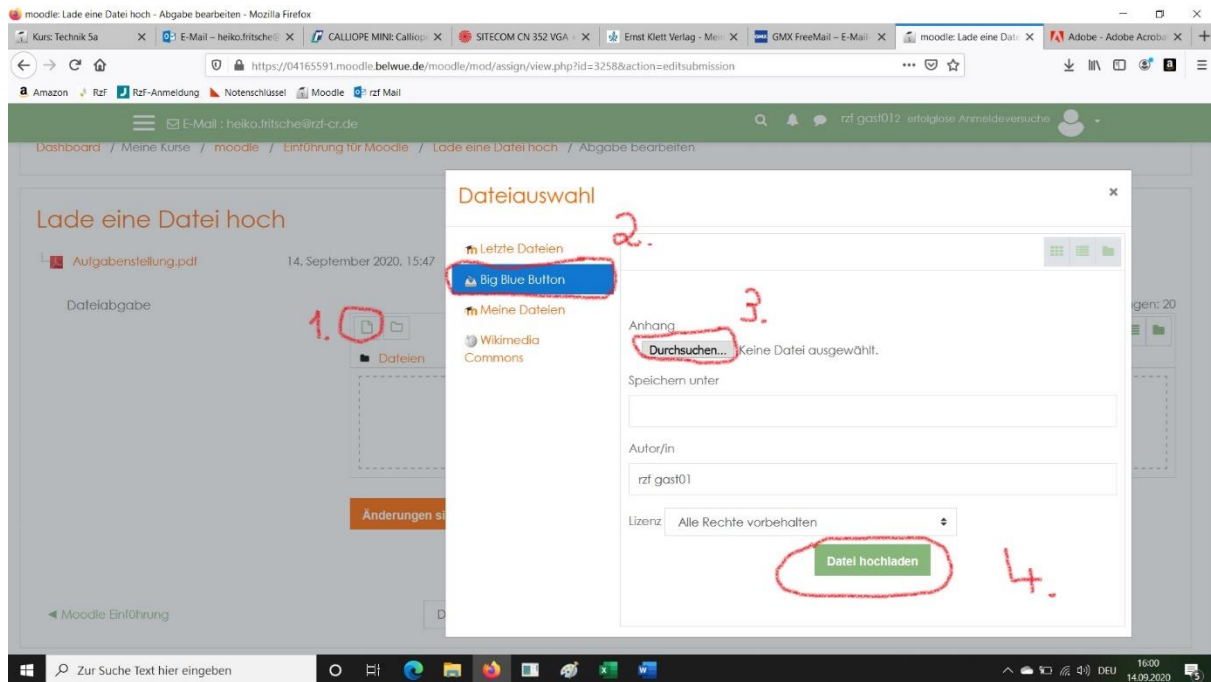 moodle: Lade eine Datei hoch - Abgabe bearbeiten - Mozilla Firefox
Kurs: Technik 5a
E-Mail – heiko.fritsche@
CALLIOPE MINI: Calliop
SITECOM CN 352 VGA -
Ernst Klett Verlag - Mein
GMX FreeMail – E-Mail
moodle: Lade eine Date
Adobe - Adobe Acrobat
https://04165591.moodle.belwue.de/moodle/mod/assign/view.php?id=3258&action=editsubmission
Amazon RzF RzF-Anmeldung Notenschlüssel Moodle rzf Mail
E-Mail : heiko.fritsche@rzf-cr.de
rzf gast01 2 erfolglose Anmeldeversuche
Dashboard / Meine Kurse / moodle / Einführung für Moodle / Lade eine Datei hoch / Abgabe bearbeiten
Lade eine Datei hoch
Aufgabenstellung.pdf 14. September 2020, 15:47
Dateiabgabe
1.
Dateien
Änderungen si
Moodle Einführung
D
gen: 20
Dateiauswahl
2.
Letzte Dateien
Big Blue Button
Meine Dateien
Wikimedia
Commons
3.
Anhang
Durchsuchen... Keine Datei ausgewählt.
Speichern unter
Autor/in
rzf gast01
Lizenz Alle Rechte vorbehalten
Datei hochladen
4.
Zur Suche Text hier eingeben
DEU
16:00
14.09.2020